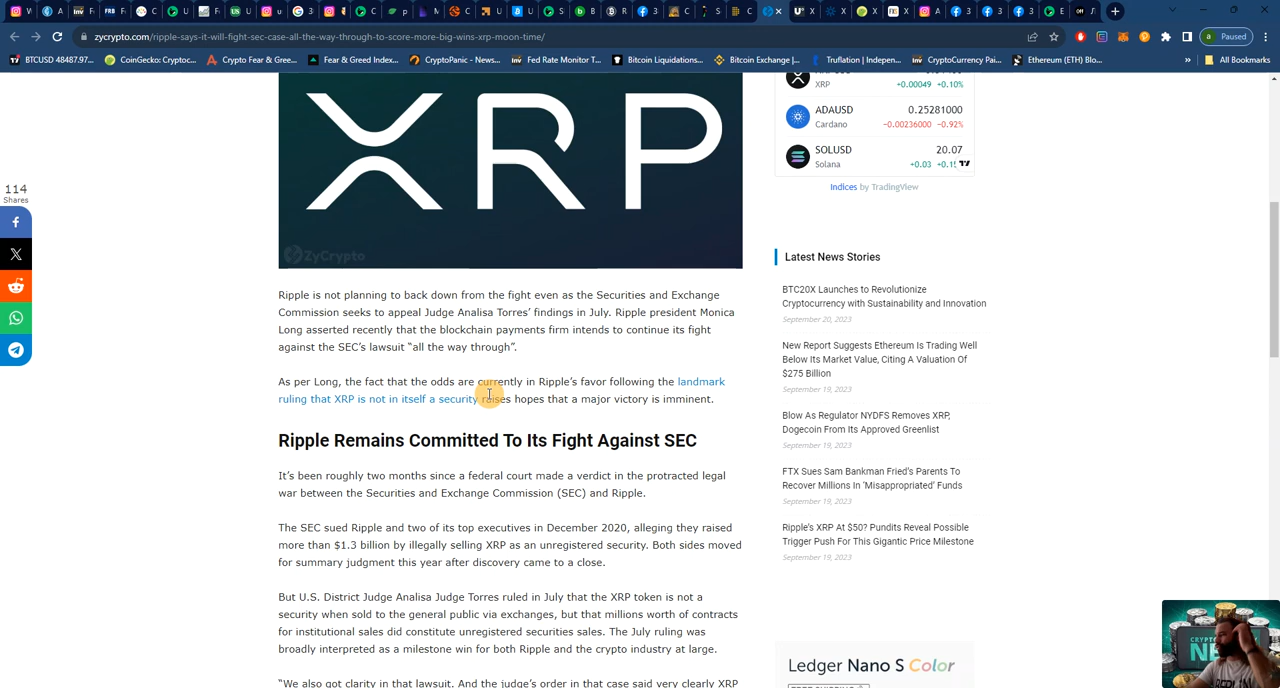 zycrypto.com/ripple-says-it-will-fight-sec-case-all-the-way-through-to-score-more-big-wins-xrp-moon-time/
Paused
BTCUSD 48487.97...
CoinGecko: Cryptoc...
Crypto Fear & Gree...
Fear & Greed Index...
CryptoPanic - News...
Fed Rate Monitor T...
Bitcoin Liquidations...
Bitcoin Exchange |...
Truflation | Indepen...
CryptoCurrency Pai...
Ethereum (ETH) Blo...
All Bookmarks
114
Shares
XRP
ZyCrypto
Ripple is not planning to back down from the fight even as the Securities and Exchange
Commission seeks to appeal Judge Analisa Torres’ findings in July. Ripple president Monica
Long asserted recently that the blockchain payments firm intends to continue its fight
against the SEC’s lawsuit “all the way through”.
As per Long, the fact that the odds are currently in Ripple’s favor following the landmark
ruling that XRP is not in itself a security raises hopes that a major victory is imminent.
Ripple Remains Committed To Its Fight Against SEC
It’s been roughly two months since a federal court made a verdict in the protracted legal
war between the Securities and Exchange Commission (SEC) and Ripple.
The SEC sued Ripple and two of its top executives in December 2020, alleging they raised
more than $1.3 billion by illegally selling XRP as an unregistered security. Both sides moved
for summary judgment this year after discovery came to a close.
But U.S. District Judge Analisa Judge Torres ruled in July that the XRP token is not a
security when sold to the general public via exchanges, but that millions worth of contracts
for institutional sales did constitute unregistered securities sales. The July ruling was
broadly interpreted as a milestone win for both Ripple and the crypto industry at large.
“We also got clarity in that lawsuit. And the judge’s order in that case said very clearly XRP
XRP
+0.00049 +0.10%
ADAUSD 0.25281000
Cardano −0.00236000 −0.92%
SOLUSD 20.07
Solana +0.03
Indices by TradingView
Latest News Stories
BTC20X Launches to Revolutionize
Cryptocurrency with Sustainability and Innovation
September 20, 2023
New Report Suggests Ethereum Is Trading Well
Below Its Market Value, Citing A Valuation Of
$275 Billion
September 19, 2023
Blow As Regulator NYDFS Removes XRP,
Dogecoin From Its Approved Greenlist
September 19, 2023
FTX Sues Sam Bankman Fried’s Parents To
Recover Millions In ‘Misappropriated’ Funds
September 19, 2023
Ripple’s XRP At $50? Pundits Reveal Possible
Trigger Push For This Gigantic Price Milestone
September 19, 2023
Ledger Nano S Color